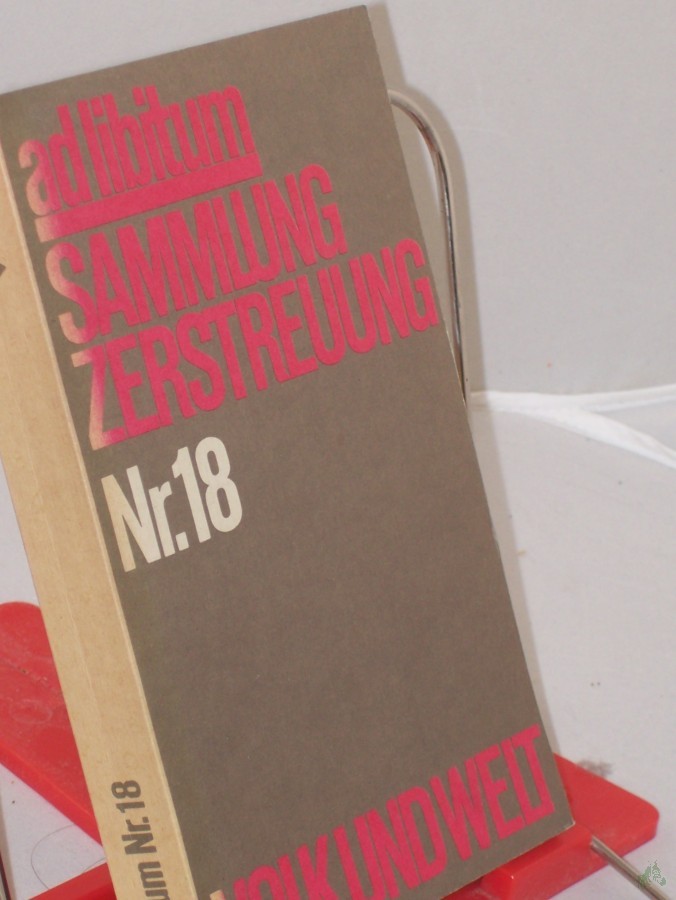 ad libitum
SAMMLUNG
ZERSTREUUNG
Nr.18
VOLK UND WELT
um Nr. 18